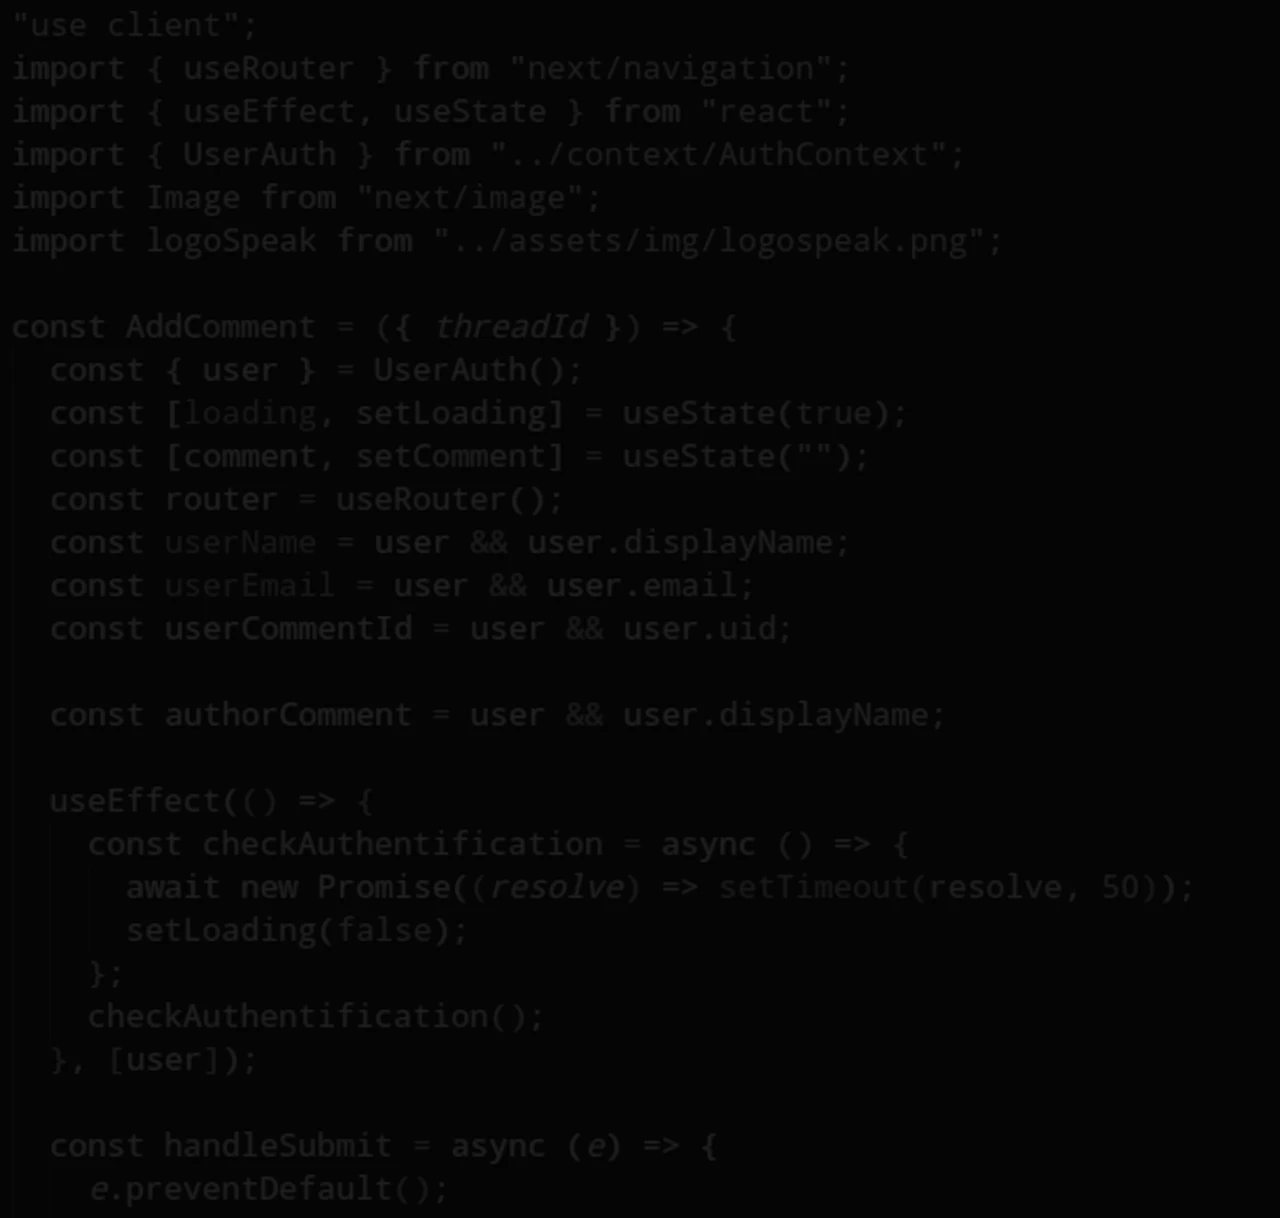 "use client";
import { useRouter } from "next/navigation";
import { useEffect, useState } from "react";
import { UserAuth } from "../context/AuthContext";
import Image from "next/image";
import logoSpeak from "../assets/img/logospeak.png";
const AddComment = ({ threadId }) => {
const { user } = UserAuth();
const [loading, setLoading] = useState(true);
const [comment, setComment] = useState("");
const router = useRouter();
const userName = user && user.displayName;
const userEmail = user && user.email;
const userCommentId = user && user.uid;
const authorComment = user && user.displayName;
useEffect(() => {
const checkAuthentification = async () => {
await new Promise((resolve) => setTimeout(resolve, 50));
setLoading(false);
};
checkAuthentification();
}, [user]);
const handleSubmit = async (e) => {
e.preventDefault();